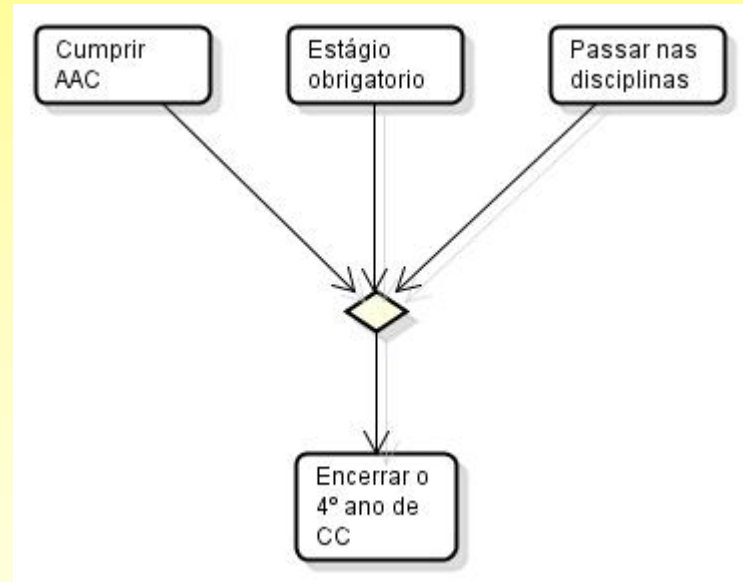 Cumprir
AAC
Estágio
obrigatorio
Passar nas
disciplinas
Encerrar o
4º ano de
CC